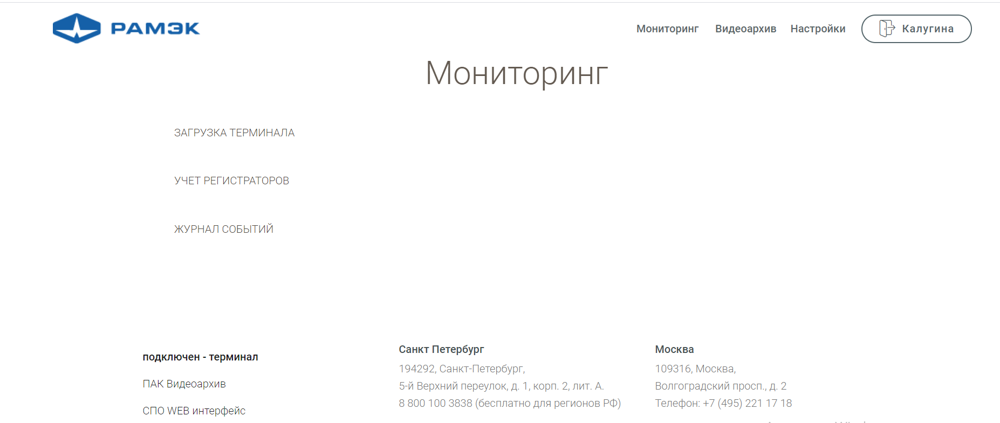 РАМЭК
Мониторинг Видеоархив Настройки Калугина
Мониторинг
ЗАГРУЗКА ТЕРМИНАЛА
УЧЕТ РЕГИСТРАТОРОВ
ЖУРНАЛ СОБЫТИЙ
подключен - терминал
ПАК Видеоархив
СПО WEB интерфейс
Санкт Петербург
194292, Санкт-Петербург,
5-й Верхний переулок, д. 1, корп. 2, лит. А.
8 800 100 3838 (бесплатно для регионов РФ)
Москва
109316, Москва,
Волгоградский просп., д. 2
Телефон: +7 (495) 221 17 18